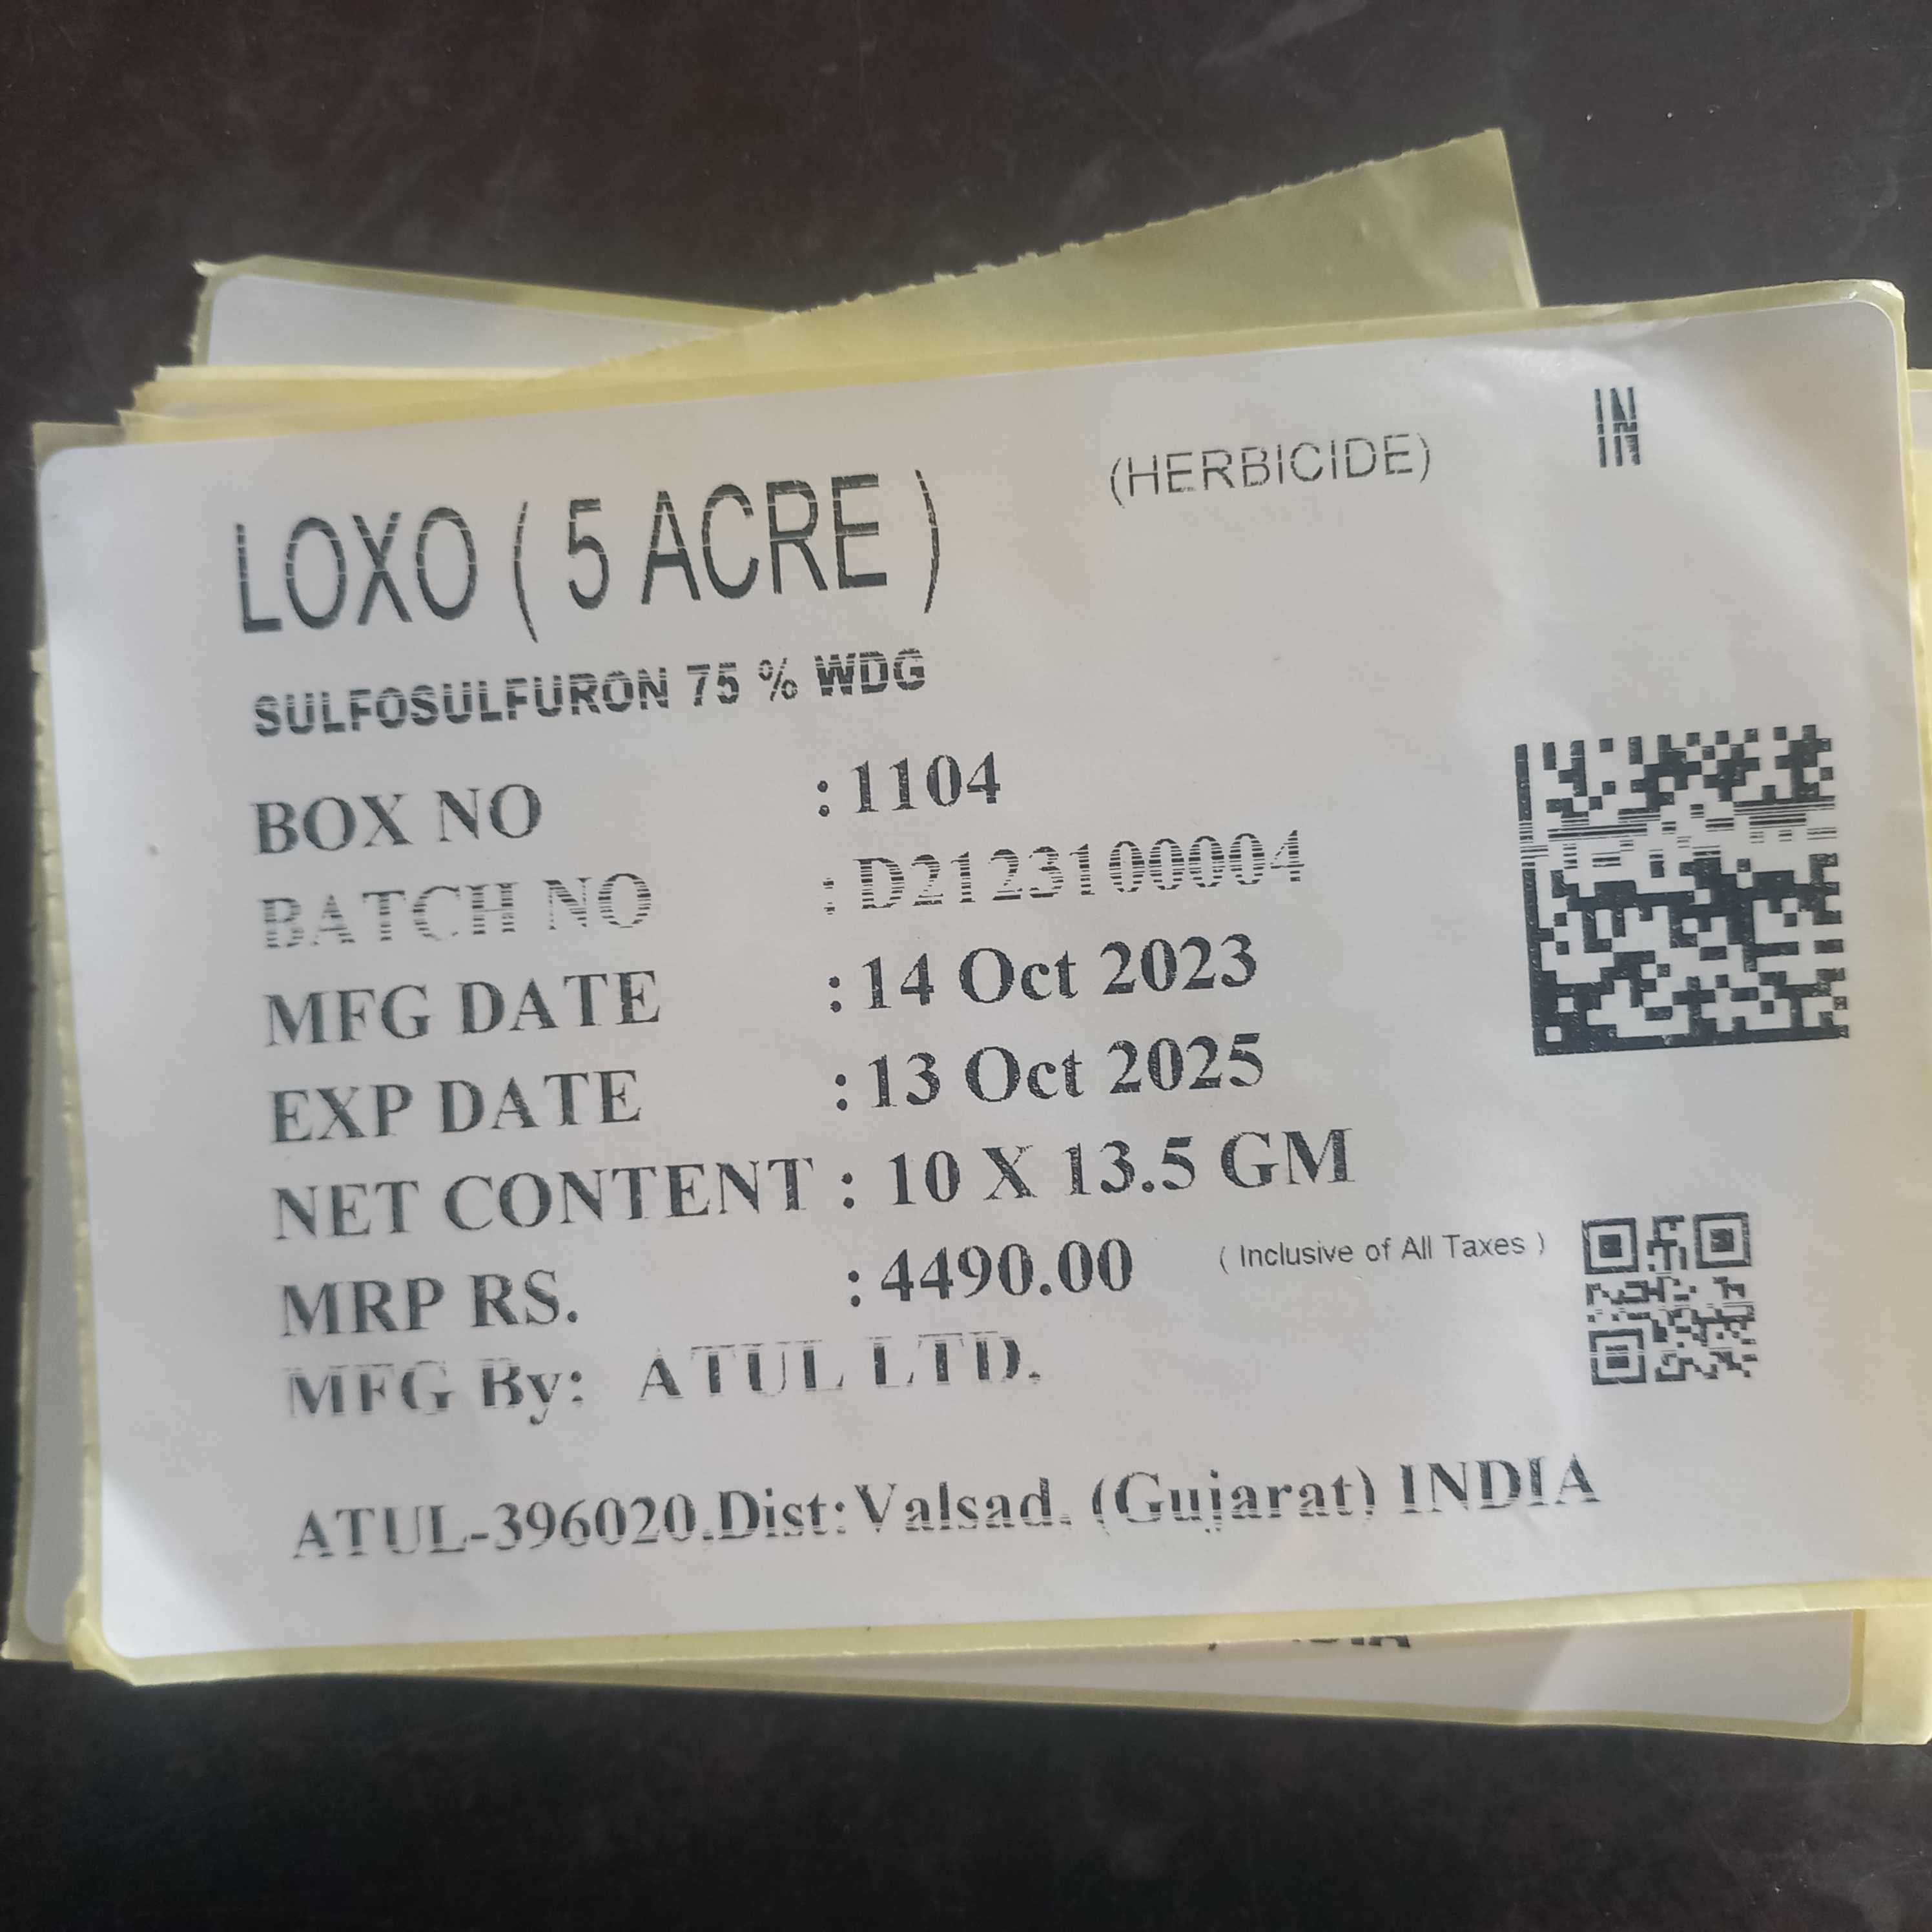 LOXO ( 5 ACRE )
(HERBICIDE)
IN
SULFOSULFURON 75 % WDG
BOX NO : 1104
BATCH NO : D2123100004
MFG DATE : 14 Oct 2023
EXP DATE : 13 Oct 2025
NET CONTENT : 10 X 13.5 GM
MRP RS. : 4490.00 ( Inclusive of All Taxes )
MFG By: ATUL LTD.
ATUL-396020,Dist:Valsad. (Gujarat) INDIA